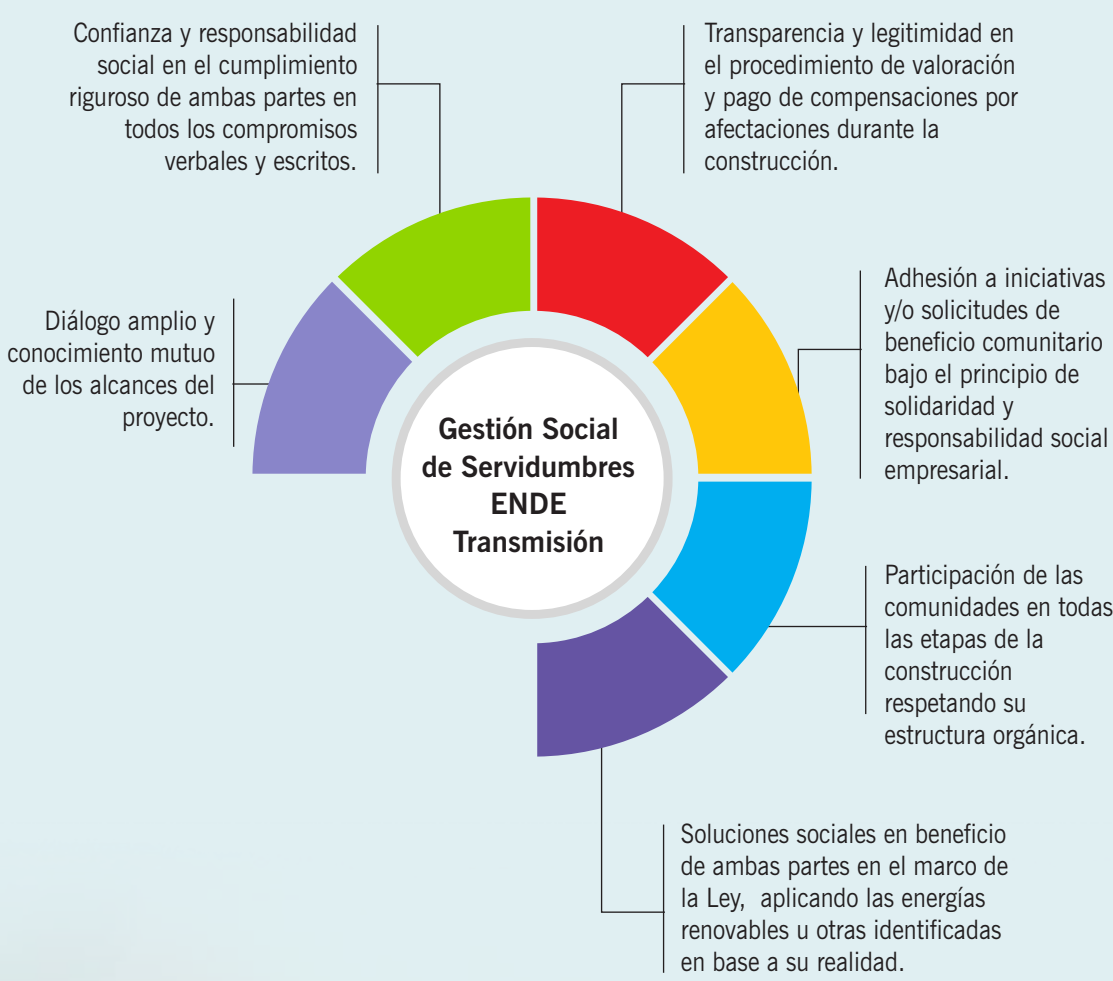 Confianza y responsabilidad
social en el cumplimiento
riguroso de ambas partes en
todos los compromisos
verbales y escritos.
Transparencia y legitimidad en
el procedimiento de valoración
y pago de compensaciones por
afectaciones durante la
construcción.
Diálogo amplio y
conocimiento mutuo
de los alcances del
proyecto.
Gestión Social
de Servidumbres
ENDE
Transmisión
Adhesión a iniciativas
y/o solicitudes de
beneficio comunitario
bajo el principio de
solidaridad y
responsabilidad social
empresarial.
Participación de las
comunidades en todas
las etapas de la
construcción
respetando su
estructura orgánica.
Soluciones sociales en beneficio
de ambas partes en el marco de
la Ley, aplicando las energías
renovables u otras identificadas
en base a su realidad.